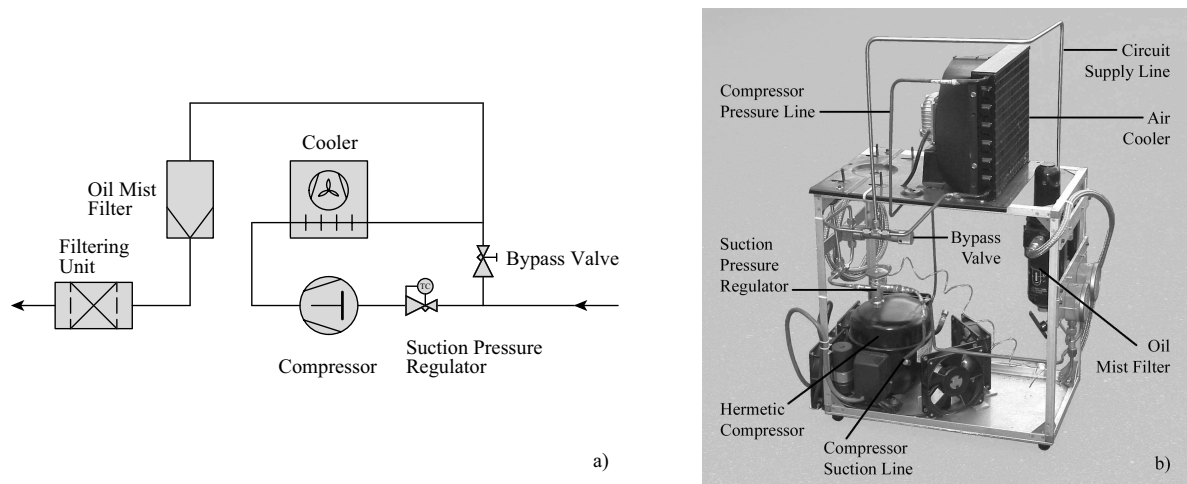 Cooler
Oil Mist
Filter
Filtering
Unit
Bypass Valve
TC
Compressor
Suction Pressure
Regulator
a)
Circuit
Supply Line
Compressor
Pressure Line
Air
Cooler
Bypass
Valve
Suction
Pressure
Regulator
Oil
Mist Filter
Hermetic
Compressor
Compressor
Suction Line
b)